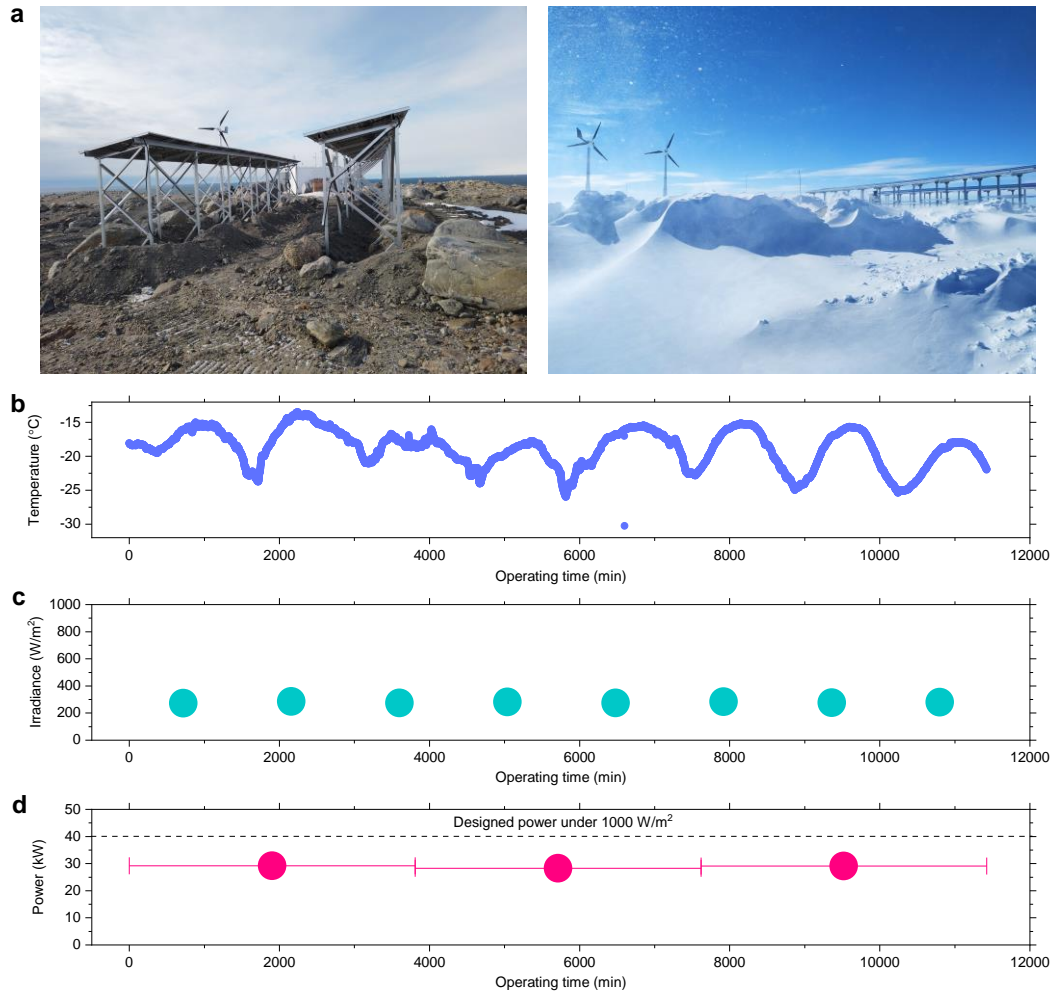 a
b
-15
-20
-25
-30
Temperature (°C)
0 2000 4000 6000 8000 10000 12000
Operating time (min)
c
1000
800
600
400
200
0
Irradiance (W/m²)
0 2000 4000 6000 8000 10000 12000
Operating time (min)
d
50
40
30
20
10
0
Power (kW)
Designed power under 1000 W/m²
0 2000 4000 6000 8000 10000 12000
Operating time (min)